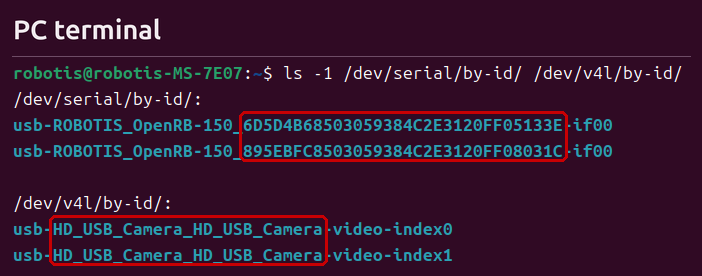 PC terminal
robotis@robotis-MS-7E07:~$ ls -1 /dev/serial/by-id/ /dev/v4l/by-id/
/dev/serial/by-id/:
usb-ROBOTIS_OpenRB-150_6D5D4B68503059384C2E3120FF05133E-if00
usb-ROBOTIS_OpenRB-150_895EBFC8503059384C2E3120FF08031C-if00
/dev/v4l/by-id/:
usb-HD_USB_Camera_HD_USB_Camera-video-index0
usb-HD_USB_Camera_HD_USB_Camera-video-index1